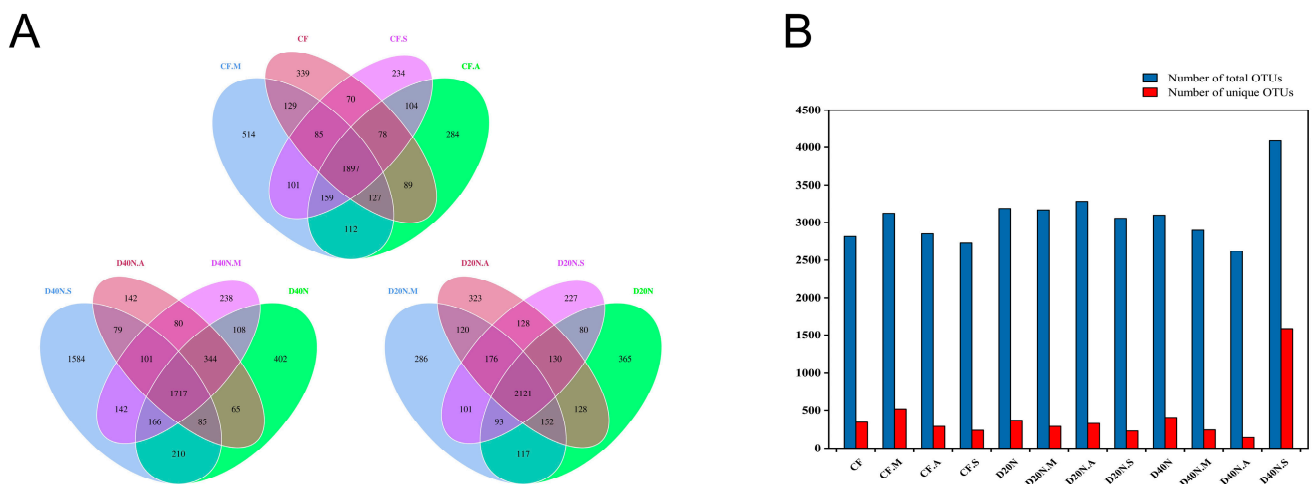 A
B
CF
CF.S
CF.M
CF.A
339
234
129
70
104
514
85
78
284
1897
101
159
127
89
112
D40N.A
D40N.M
D40N.S
D40N
142
238
79
80
108
1584
101
344
402
1717
142
166
85
65
210
D20N.A
D20N.S
D20N.M
D20N
323
227
120
128
80
286
176
130
365
2121
101
93
152
128
117
Number of total OTUs
Number of unique OTUs
4500
4000
3500
3000
2500
2000
1500
1000
500
0
CF
CF.M
CF.A
CF.S
D20N
D20N.M
D20N.A
D20N.S
D40N
D40N.M
D40N.A
D40N.S